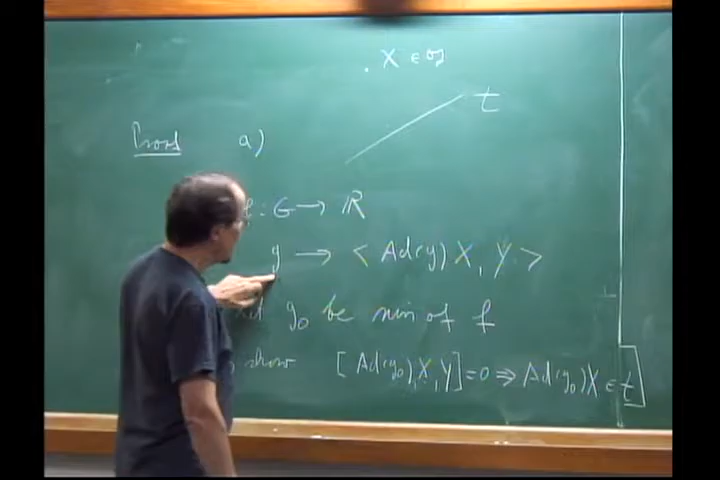 . X ∈ 𝔤
t
Proof a)
f : G → ℝ
g → < Ad(g) X, Y >
g₀ be min of f
show [ Ad(g₀) X, Y ] = 0 ⇒ Ad(g₀) X ∈ t